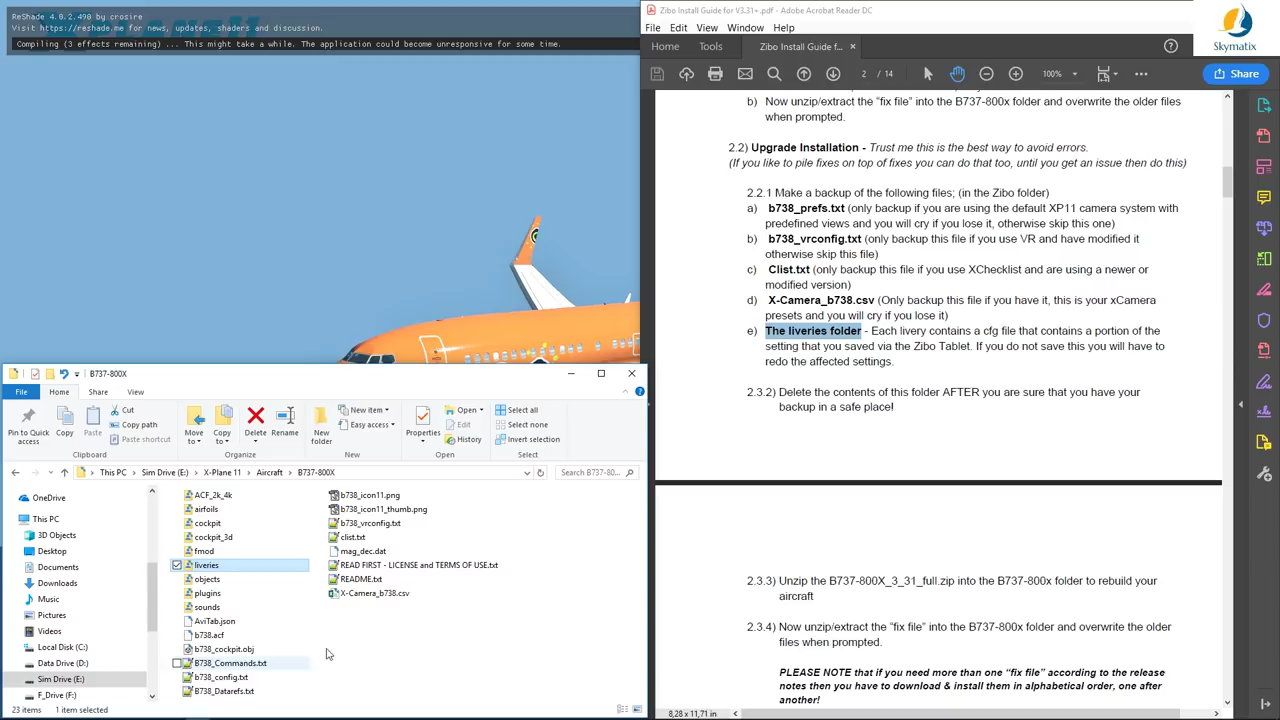 ReShade 4.0.2.490 by crosire
Visit https://reshade.me for news, updates, shaders and discussion.
Compiling (3 effects remaining) ... This might take a while. The application could become unresponsive for some time.
Zibo Install Guide for V3.31+.pdf - Adobe Acrobat Reader DC
File Edit View Window Help
Home Tools Zibo Install Guide f... ×
2 / 14 100%
Share
Skymatix
b) Now unzip/extract the "fix file" into the B737-800x folder and overwrite the older files
when prompted.
2.2) Upgrade Installation - Trust me this is the best way to avoid errors.
(If you like to pile fixes on top of fixes you can do that too, until you get an issue then do this)
2.2.1 Make a backup of the following files; (in the Zibo folder)
a) b738_prefs.txt (only backup if you are using the default XP11 camera system with
predefined views and you will cry if you lose it, otherwise skip this one)
b) b738_vrconfig.txt (only backup this file if you use VR and have modified it
otherwise skip this file)
c) Clist.txt (only backup this file if you use XChecklist and are using a newer or
modified version)
d) X-Camera_b738.csv (Only backup this file if you have it, this is your xCamera
presets and you will cry if you lose it)
e) The liveries folder - Each livery contains a cfg file that contains a portion of the
setting that you saved via the Zibo Tablet. If you do not save this you will have to
redo the affected settings.
2.3.2) Delete the contents of this folder AFTER you are sure that you have your
backup in a safe place!
2.3.3) Unzip the B737-800X_3_31_full.zip into the B737-800x folder to rebuild your
aircraft
2.3.4) Now unzip/extract the "fix file" into the B737-800x folder and overwrite the older
files when prompted.
PLEASE NOTE that if you need more than one "fix file" according to the release
notes then you have to download & install them in alphabetical order, one after
another!
8,28 x 11,71 in
B737-800X
File Home Share View
Pin to Quick access
Copy
Paste
Cut
Copy path
Paste shortcut
Clipboard
Move to
Copy to
Delete
Rename
Organize
New folder
New item
Easy access
New
Properties
Open
Edit
History
Open
Select all
Select none
Invert selection
Select
This PC > Sim Drive (E:) > X-Plane 11 > Aircraft > B737-800X
Search B737-80...
OneDrive
This PC
3D Objects
Desktop
Documents
Downloads
Music
Pictures
Videos
Local Disk (C:)
Data Drive (D:)
Sim Drive (E:)
F_Drive (F:)
ACF_2k_4k
airfoils
cockpit
cockpit_3d
fmod
liveries
objects
plugins
sounds
AviTab.json
b738.acf
b738_cockpit.obj
B738_Commands.txt
b738_config.txt
B738_Datarefs.txt
b738_icon11.png
b738_icon11_thumb.png
b738_vrconfig.txt
clist.txt
mag_dec.dat
READ FIRST - LICENSE and TERMS OF USE.txt
README.txt
X-Camera_b738.csv
23 items 1 item selected